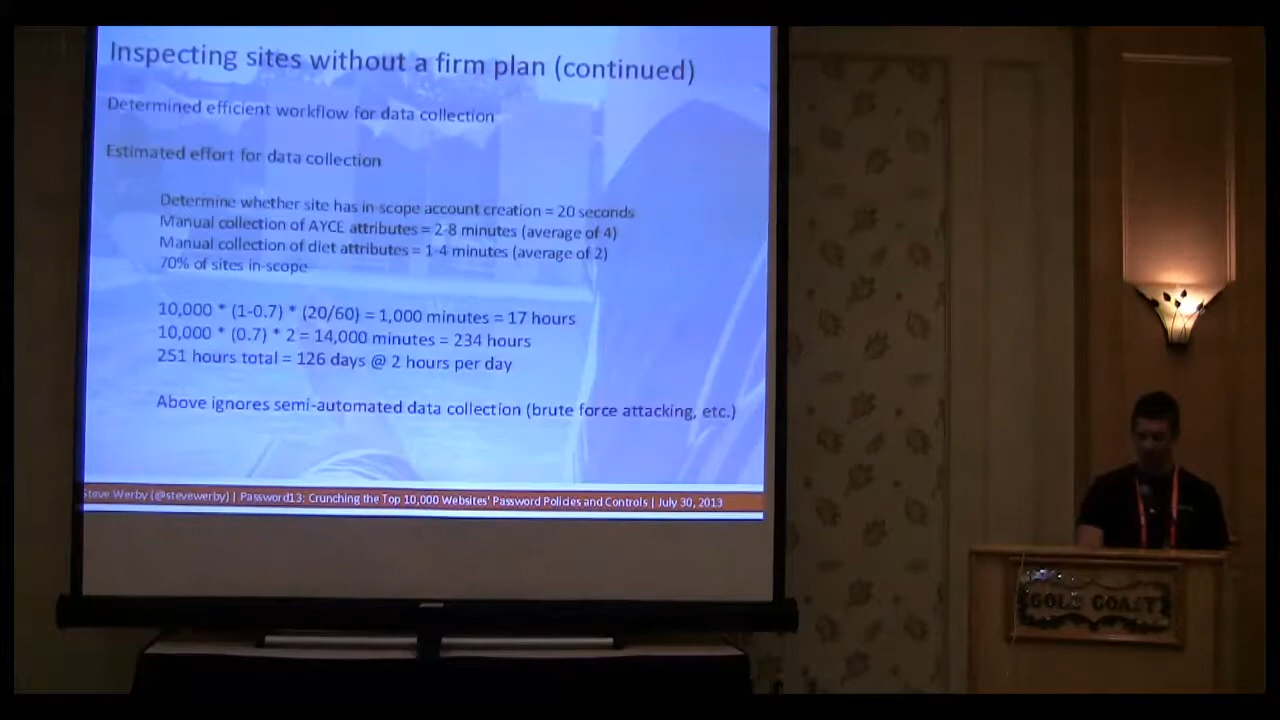 Inspecting sites without a firm plan (continued)
Determined efficient workflow for data collection
Estimated effort for data collection
Determine whether site has in-scope account creation = 20 seconds
Manual collection of AYCE attributes = 2-8 minutes (average of 4)
Manual collection of diet attributes = 1-4 minutes (average of 2)
70% of sites in-scope
10,000 * (1-0.7) * (20/60) = 1,000 minutes = 17 hours
10,000 * (0.7) * 2 = 14,000 minutes = 234 hours
251 hours total = 126 days @ 2 hours per day
Above ignores semi-automated data collection (brute force attacking, etc.)
Steve Werby (@stevewerby) | Password13: Crunching the Top 10,000 Websites' Password Policies and Controls | July 30, 2013
GOLD COAST